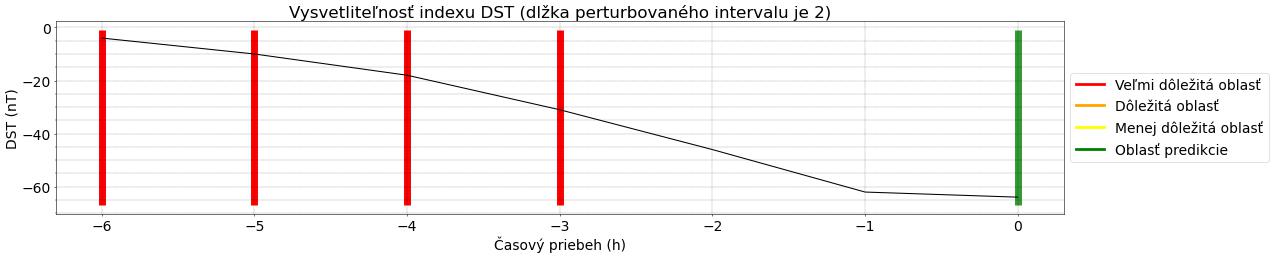 Vysvetliteľnosť indexu DST (dlžka perturbovaného intervalu je 2)
0
−20
−40
−60
DST (nT)
−6 −5 −4 −3 −2 −1 0
Časový priebeh (h)
Veľmi dôležitá oblasť
Dôležitá oblasť
Menej dôležitá oblasť
Oblasť predikcie